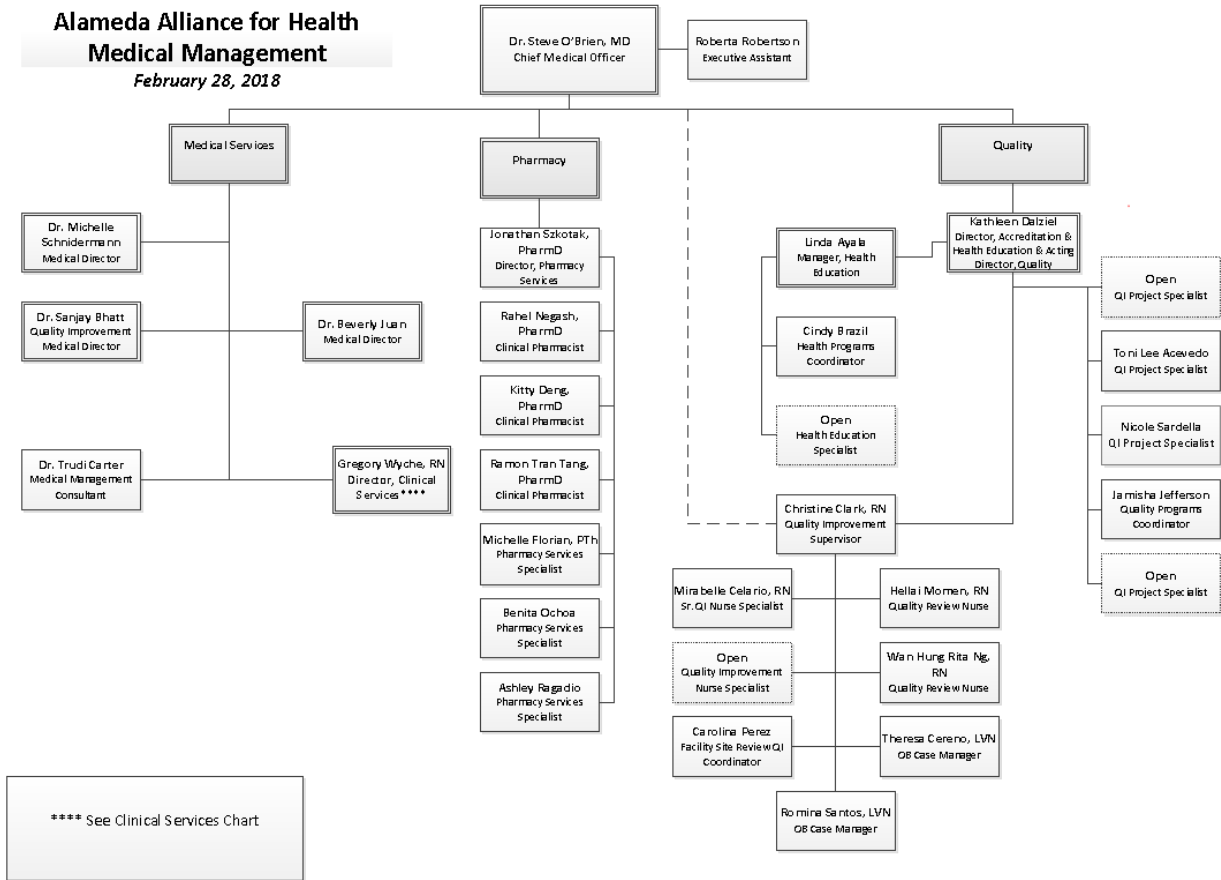 Alameda Alliance for Health
Medical Management
February 28, 2018
Dr. Steve O'Brien, MD
Chief Medical Officer
Roberta Robertson
Executive Assistant
Medical Services
Pharmacy
Quality
Dr. Michelle
Schnidermann
Medical Director
Dr. Sanjay Bhatt
Quality Improvement
Medical Director
Dr. Beverly Juan
Medical Director
Dr. Trudi Carter
Medical Management
Consultant
Gregory Wyche, RN
Director, Clinical
Services****
Jonathan Szkotak,
PharmD
Director, Pharmacy
Services
Rahel Negash,
PharmD
Clinical Pharmacist
Kitty Deng,
PharmD
Clinical Pharmacist
Ramon Tran Tang,
PharmD
Clinical Pharmacist
Michelle Florian, PTh
Pharmacy Services
Specialist
Benita Ochoa
Pharmacy Services
Specialist
Ashley Ragadio
Pharmacy Services
Specialist
Kathleen Dalziel
Director, Accreditation &
Health Education & Acting
Director, Quality
Linda Ayala
Manager, Health
Education
Cindy Brazil
Health Programs
Coordinator
Open
Health Education
Specialist
Open
QI Project Specialist
Toni Lee Acevedo
QI Project Specialist
Nicole Sardella
QI Project Specialist
Jamisha Jefferson
Quality Programs
Coordinator
Open
QI Project Specialist
Christine Clark, RN
Quality Improvement
Supervisor
Mirabelle Celario, RN
Sr. QI Nurse Specialist
Hellai Momen, RN
Quality Review Nurse
Open
Quality Improvement
Nurse Specialist
Wan Hung Rita Ng,
RN
Quality Review Nurse
Carolina Perez
Facility Site Review QI
Coordinator
Theresa Cereno, LVN
OB Case Manager
Romina Santos, LVN
OB Case Manager
**** See Clinical Services Chart